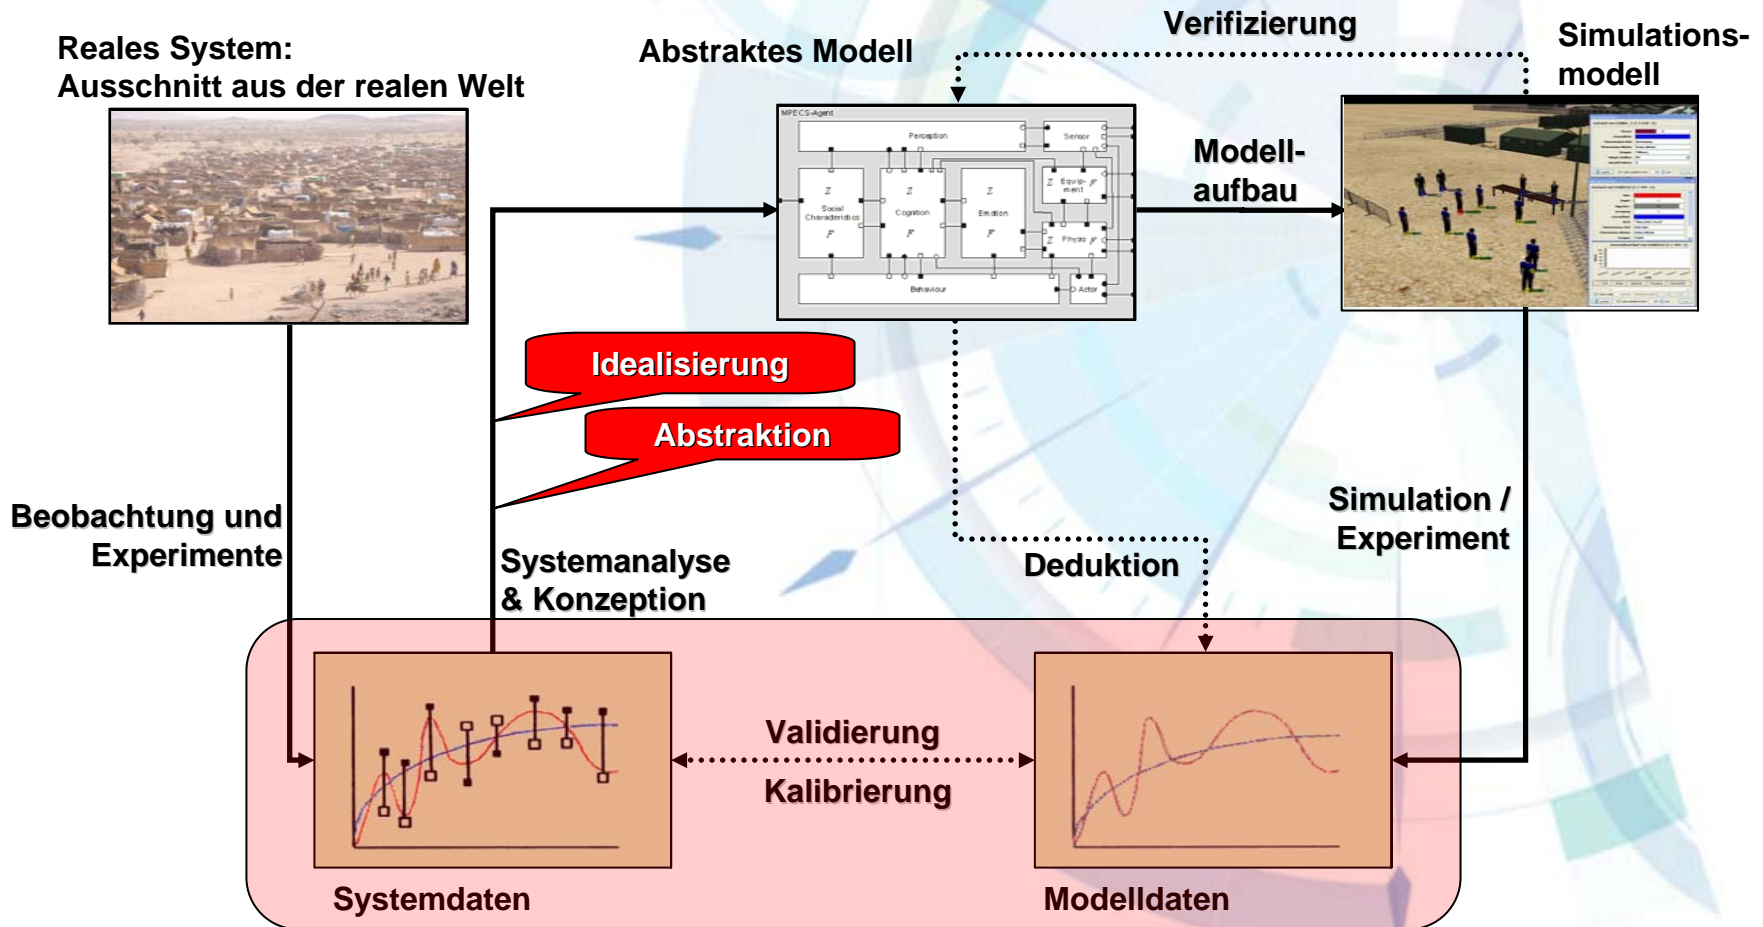 Reales System:
Ausschnitt aus der realen Welt
Abstraktes Modell
Verifizierung
Simulations-
modell
MPECS-Agent
Perception
Sensor
Z
Social
Characteristics
F
Z
Cognition
F
Z
Emotion
F
Z Equip- F
ment
Z Physis F
Behaviour
Actor
Modell-
aufbau
Idealisierung
Abstraktion
Beobachtung und
Experimente
Systemanalyse
& Konzeption
Deduktion
Simulation /
Experiment
Validierung
Kalibrierung
Systemdaten
Modelldaten